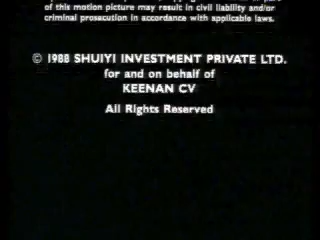 of this motion picture may result in civil liability and/or
criminal prosecution in accordance with applicable laws.
© 1988 SHUIYI INVESTMENT PRIVATE LTD.
for and on behalf of
KEENAN CV
All Rights Reserved